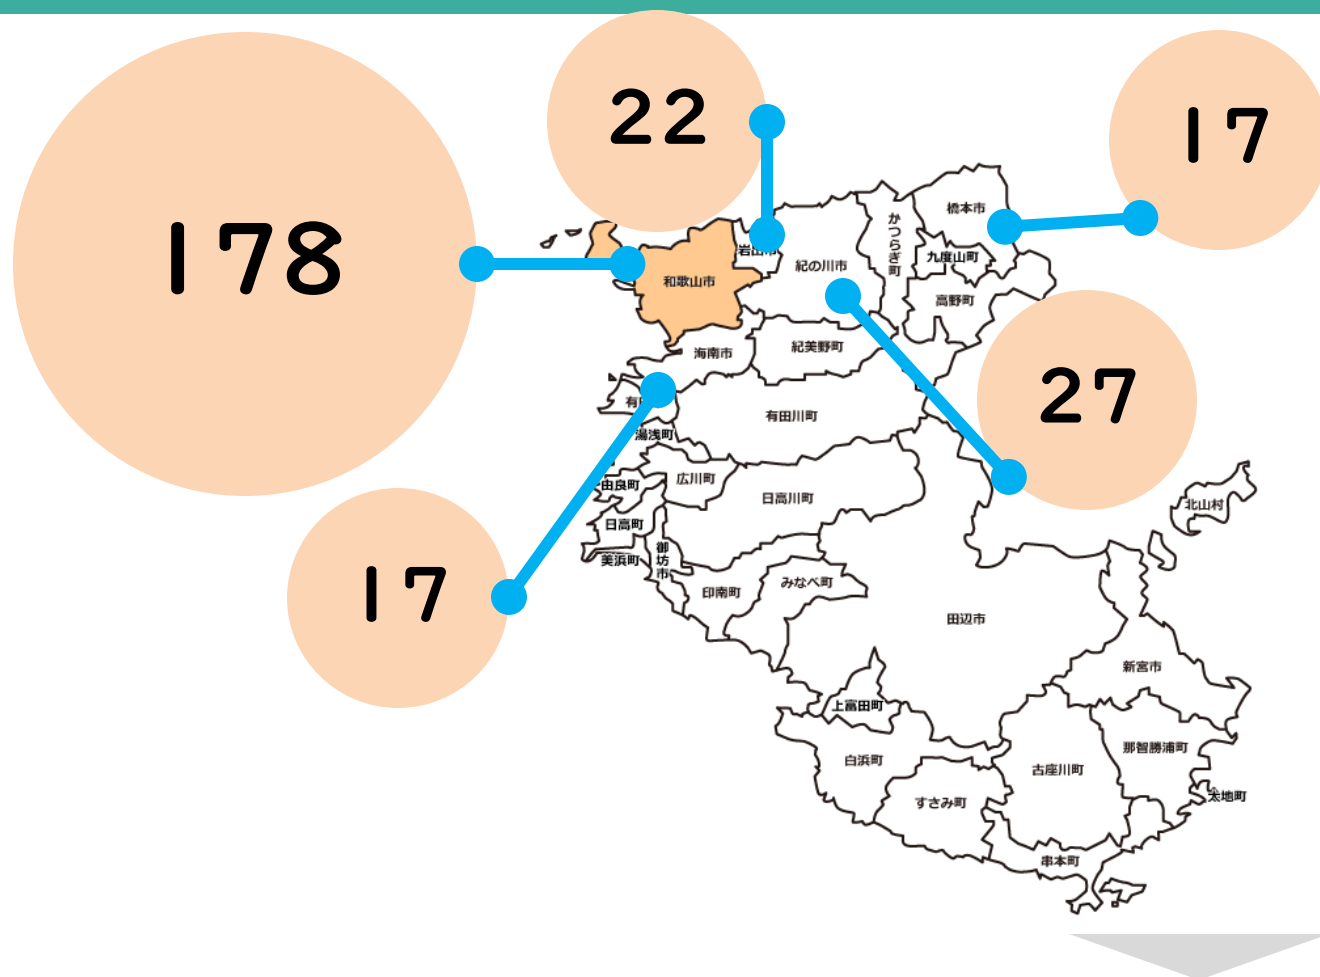 178
22
17
27
17
橋本市
かつらぎ町
九度山町
高野町
紀の川市
和歌山市
海南市
紀美野町
有田川町
湯浅町
広川町
由良町
日高川町
日高町
美浜町
御坊市
印南町
みなべ町
田辺市
北山村
新宮市
上富田町
白浜町
すさみ町
古座川町
那智勝浦町
太地町
串本町